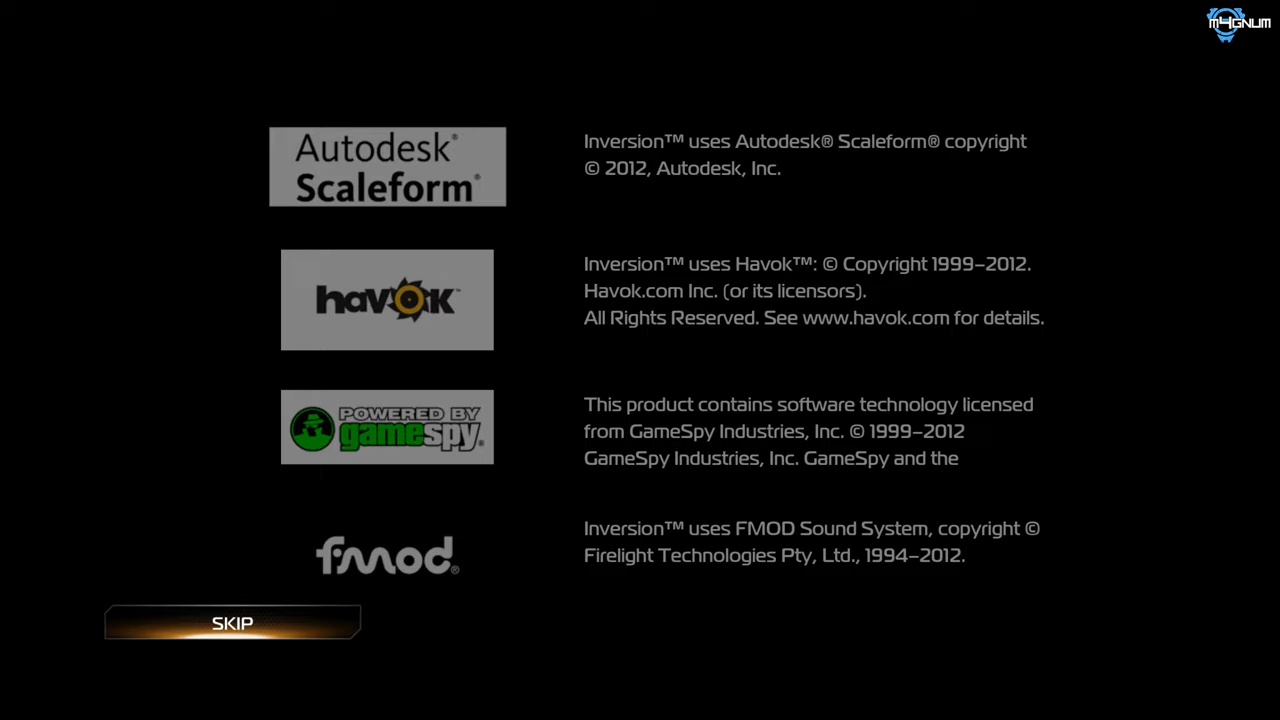 M4GNUM
Autodesk®
Scaleform®
Inversion™ uses Autodesk® Scaleform® copyright
© 2012, Autodesk, Inc.
havok™
Inversion™ uses Havok™: © Copyright 1999–2012.
Havok.com Inc. (or its licensors).
All Rights Reserved. See www.havok.com for details.
POWERED BY
gamespy®
This product contains software technology licensed
from GameSpy Industries, Inc. © 1999–2012
GameSpy Industries, Inc. GameSpy and the
fmod®
Inversion™ uses FMOD Sound System, copyright ©
Firelight Technologies Pty, Ltd., 1994–2012.
SKIP